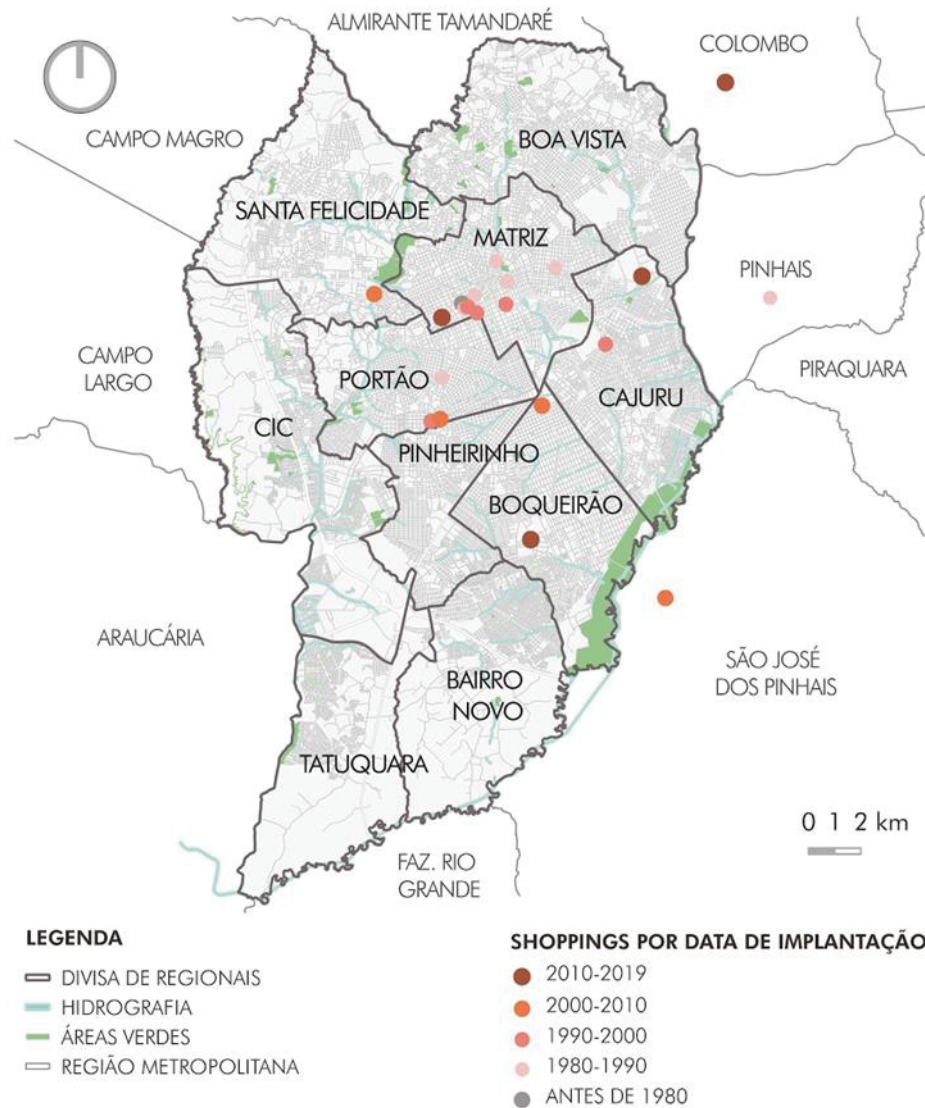 ALMIRANTE TAMANDARÉ
COLOMBO
CAMPO MAGRO
BOA VISTA
SANTA FELICIDADE
MATRIZ
PINHAIS
CAMPO
LARGO
PORTÃO
PIRAQUARA
CAJURU
CIC
PINHEIRINHO
BOQUEIRÃO
ARAUCÁRIA
SÃO JOSÉ
DOS PINHAIS
BAIRRO
NOVO
TATUQUARA
0 1 2 km
FAZ. RIO
GRANDE
LEGENDA
DIVISA DE REGIONAIS
HIDROGRAFIA
ÁREAS VERDES
REGIÃO METROPOLITANA
SHOPPINGS POR DATA DE IMPLANTAÇÃO
2010-2019
2000-2010
1990-2000
1980-1990
ANTES DE 1980